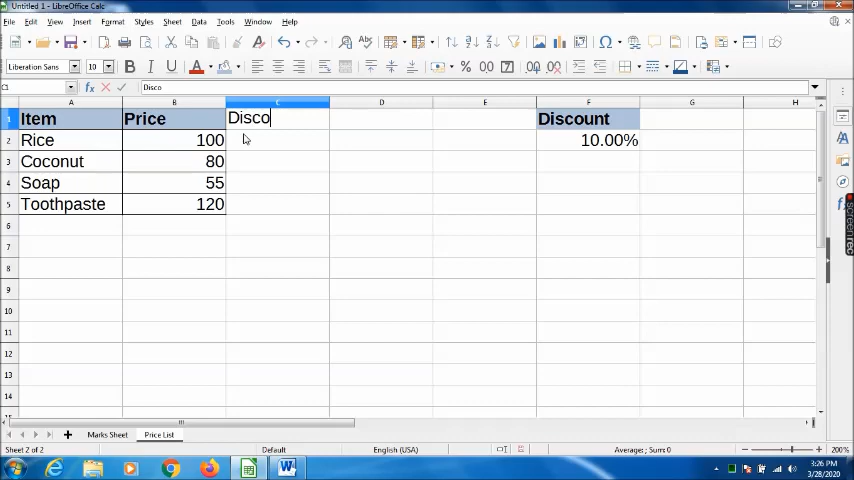 Untitled 1 - LibreOffice Calc
File Edit View Insert Format Styles Sheet Data Tools Window Help
Liberation Sans 10
C1 Disco
A B C D E F G H
1 Item Price Disco Discount
2 Rice 100 10.00%
3 Coconut 80
4 Soap 55
5 Toothpaste 120
6
7
8
9
10
11
12
13
14
Marks Sheet Price List
Sheet 2 of 2 Default English (USA) Average: ; Sum: 0 200%
screenrec
3:26 PM
3/28/2020